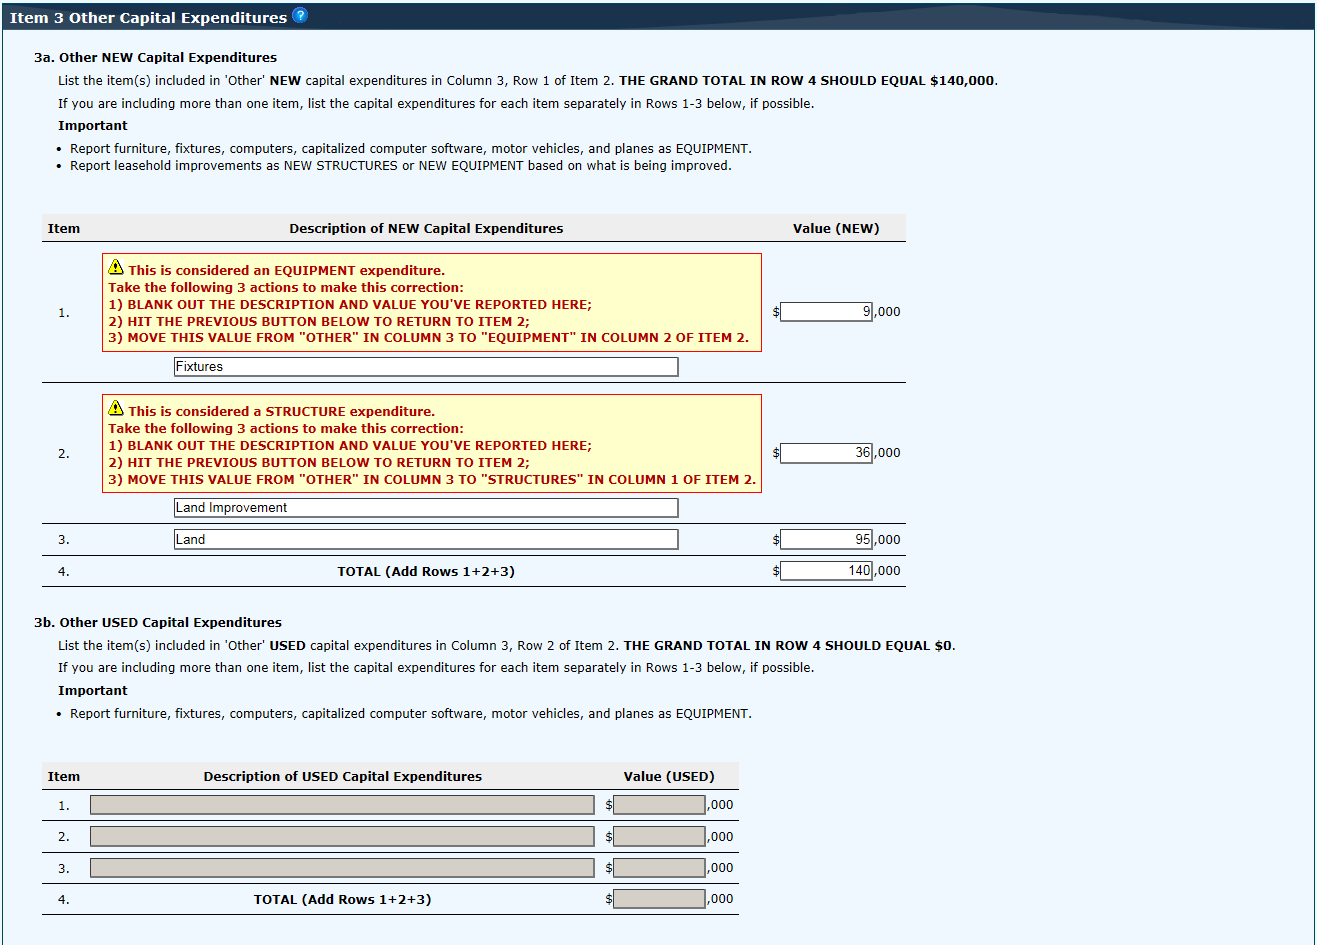 Item 3 Other Capital Expenditures ?
3a. Other NEW Capital Expenditures
List the item(s) included in 'Other' NEW capital expenditures in Column 3, Row 1 of Item 2. THE GRAND TOTAL IN ROW 4 SHOULD EQUAL $140,000.
If you are including more than one item, list the capital expenditures for each item separately in Rows 1-3 below, if possible.
Important
• Report furniture, fixtures, computers, capitalized computer software, motor vehicles, and planes as EQUIPMENT.
• Report leasehold improvements as NEW STRUCTURES or NEW EQUIPMENT based on what is being improved.
Item Description of NEW Capital Expenditures Value (NEW)
This is considered an EQUIPMENT expenditure.
Take the following 3 actions to make this correction:
1) BLANK OUT THE DESCRIPTION AND VALUE YOU'VE REPORTED HERE;
2) HIT THE PREVIOUS BUTTON BELOW TO RETURN TO ITEM 2;
3) MOVE THIS VALUE FROM "OTHER" IN COLUMN 3 TO "EQUIPMENT" IN COLUMN 2 OF ITEM 2.
1. $ 9 ,000
Fixtures
This is considered a STRUCTURE expenditure.
Take the following 3 actions to make this correction:
1) BLANK OUT THE DESCRIPTION AND VALUE YOU'VE REPORTED HERE;
2) HIT THE PREVIOUS BUTTON BELOW TO RETURN TO ITEM 2;
3) MOVE THIS VALUE FROM "OTHER" IN COLUMN 3 TO "STRUCTURES" IN COLUMN 1 OF ITEM 2.
2. $ 36 ,000
Land Improvement
3. Land $ 95 ,000
4. TOTAL (Add Rows 1+2+3) $ 140 ,000
3b. Other USED Capital Expenditures
List the item(s) included in 'Other' USED capital expenditures in Column 3, Row 2 of Item 2. THE GRAND TOTAL IN ROW 4 SHOULD EQUAL $0.
If you are including more than one item, list the capital expenditures for each item separately in Rows 1-3 below, if possible.
Important
• Report furniture, fixtures, computers, capitalized computer software, motor vehicles, and planes as EQUIPMENT.
Item Description of USED Capital Expenditures Value (USED)
1. $ ,000
2. $ ,000
3. $ ,000
4. TOTAL (Add Rows 1+2+3) $ ,000